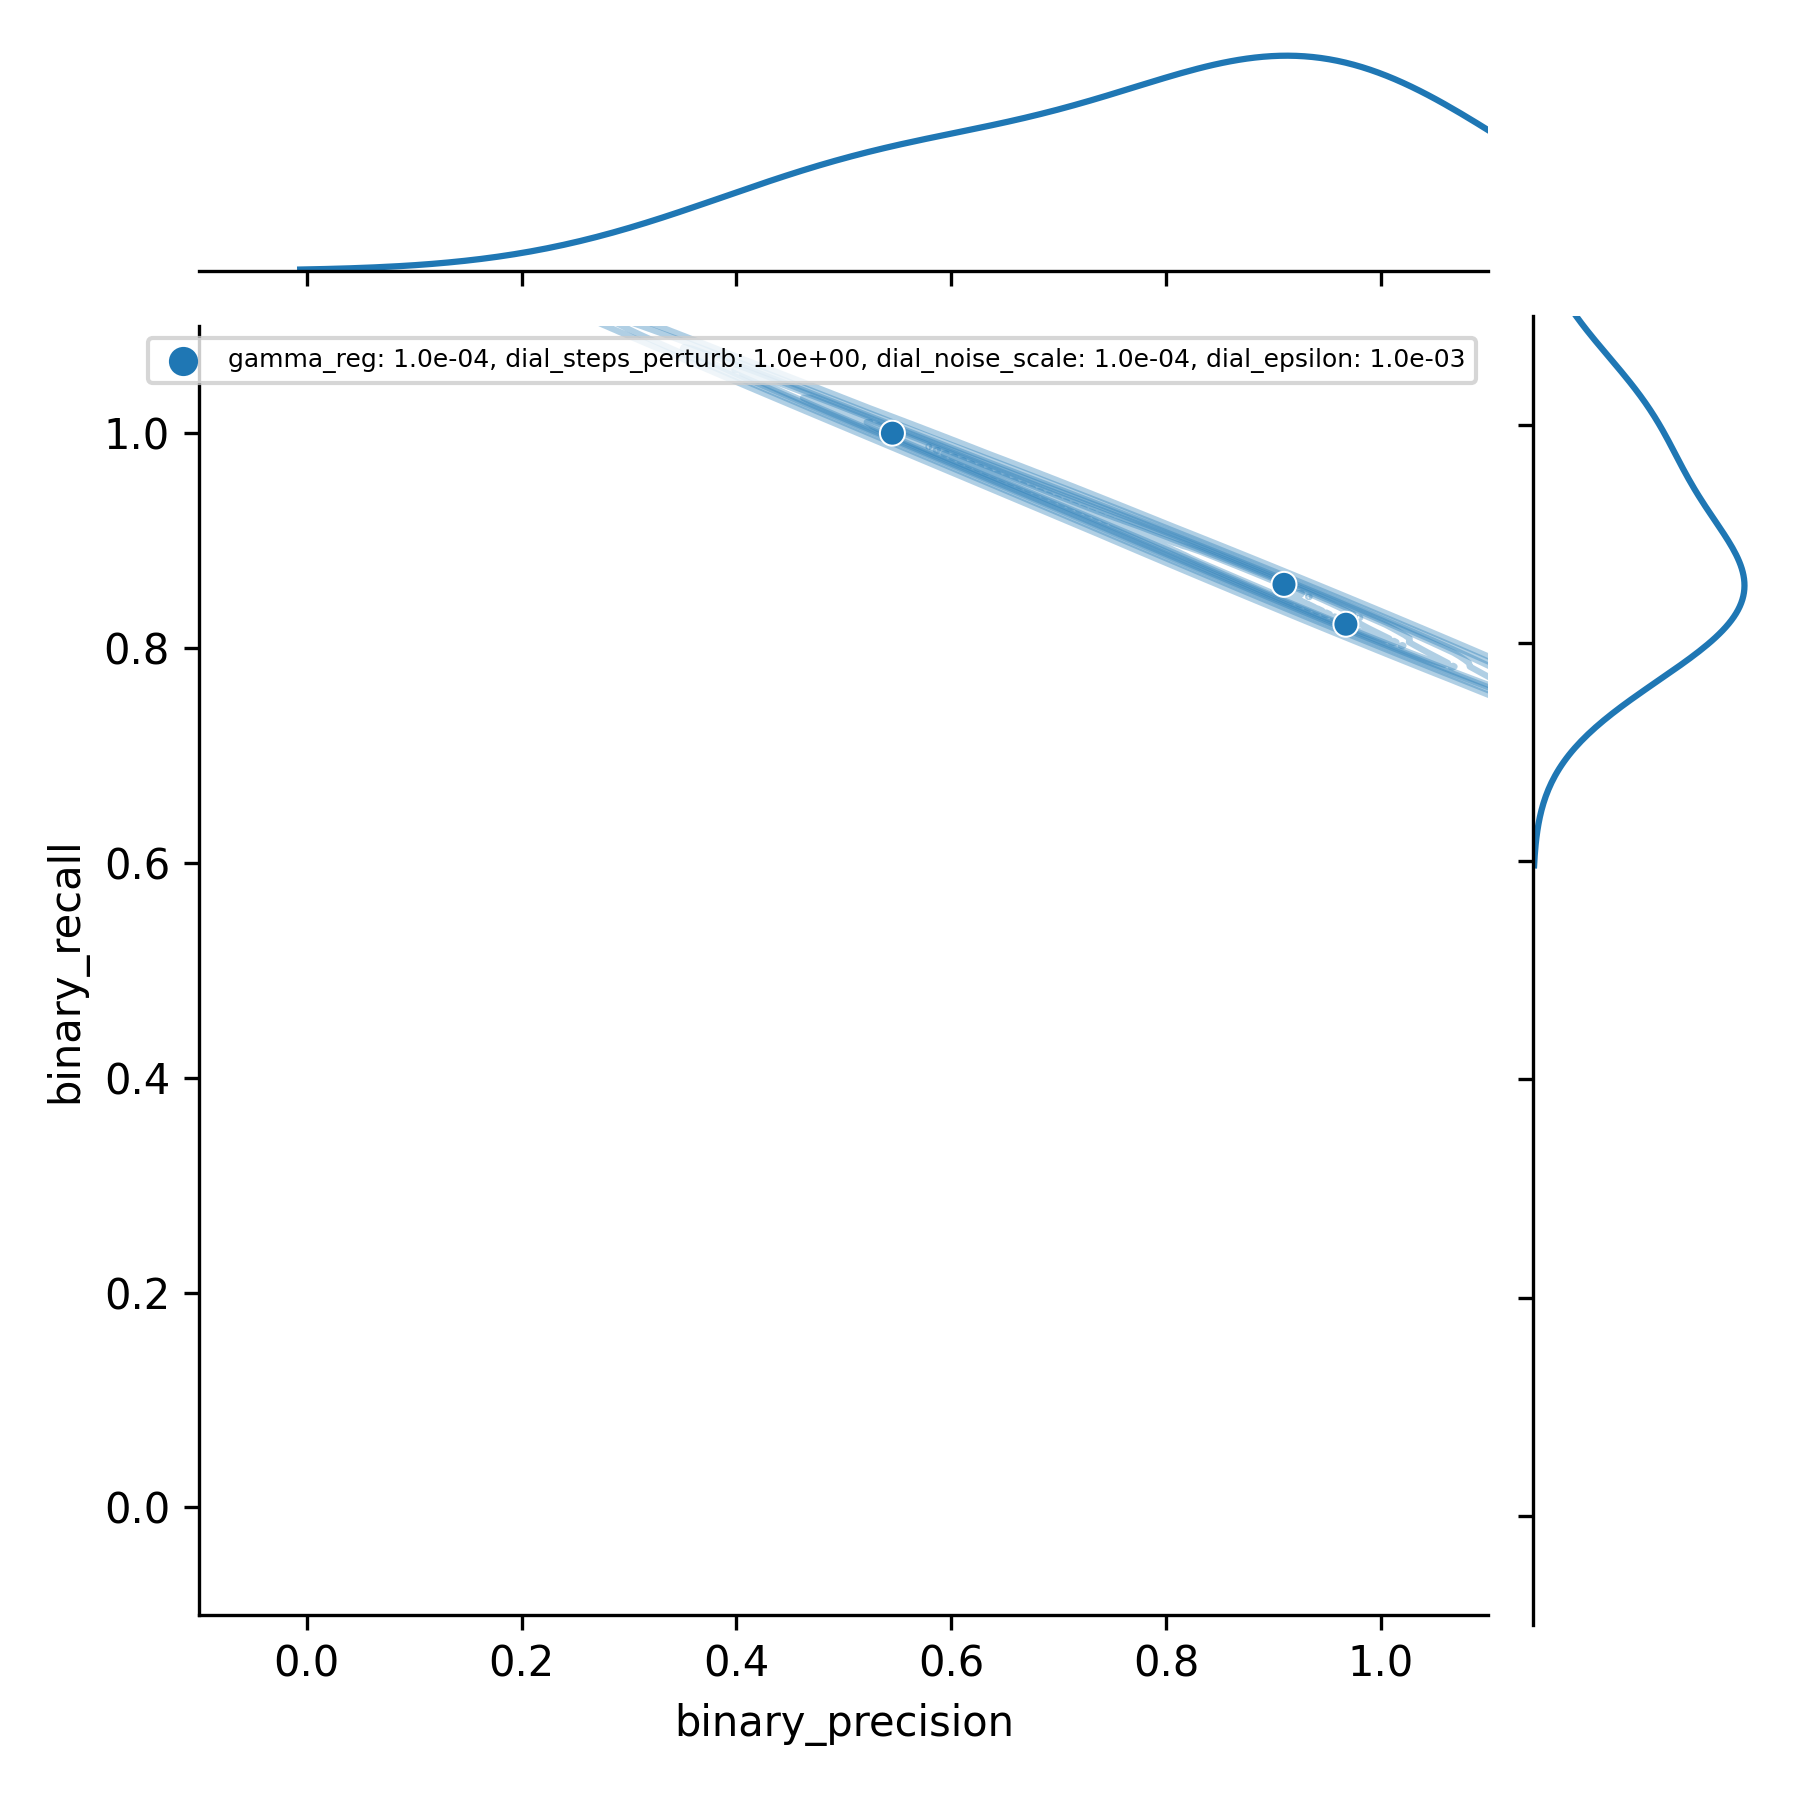 gamma_reg: 1.0e-04, dial_steps_perturb: 1.0e+00, dial_noise_scale: 1.0e-04, dial_epsilon: 1.0e-03
1.0
0.8
0.6
0.4
0.2
0.0
binary_recall
0.0 0.2 0.4 0.6 0.8 1.0
binary_precision